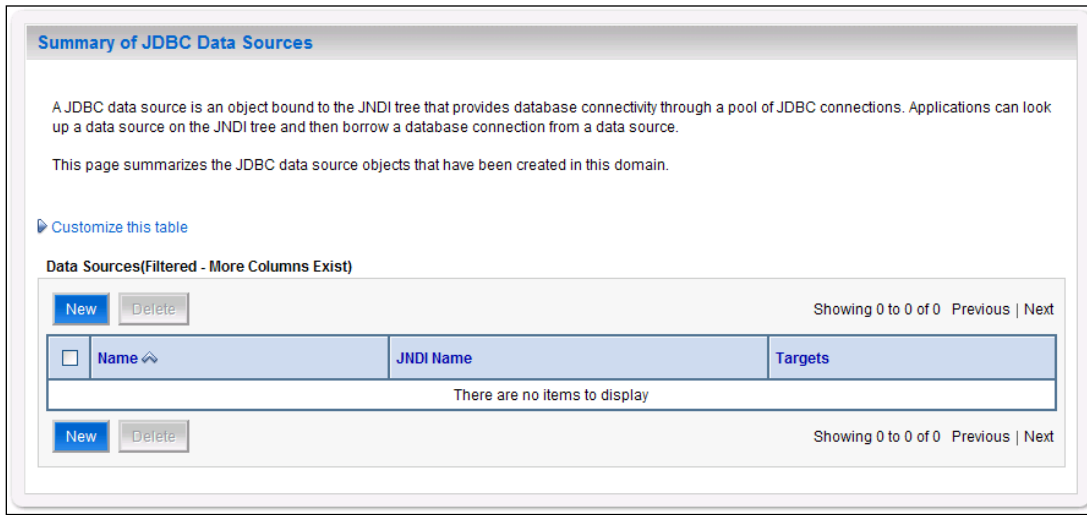 Summary of JDBC Data Sources
A JDBC data source is an object bound to the JNDI tree that provides database connectivity through a pool of JDBC connections. Applications can look
up a data source on the JNDI tree and then borrow a database connection from a data source.
This page summarizes the JDBC data source objects that have been created in this domain.
Customize this table
Data Sources(Filtered - More Columns Exist)
New Delete Showing 0 to 0 of 0 Previous | Next
Name JNDI Name Targets
There are no items to display
New Delete Showing 0 to 0 of 0 Previous | Next